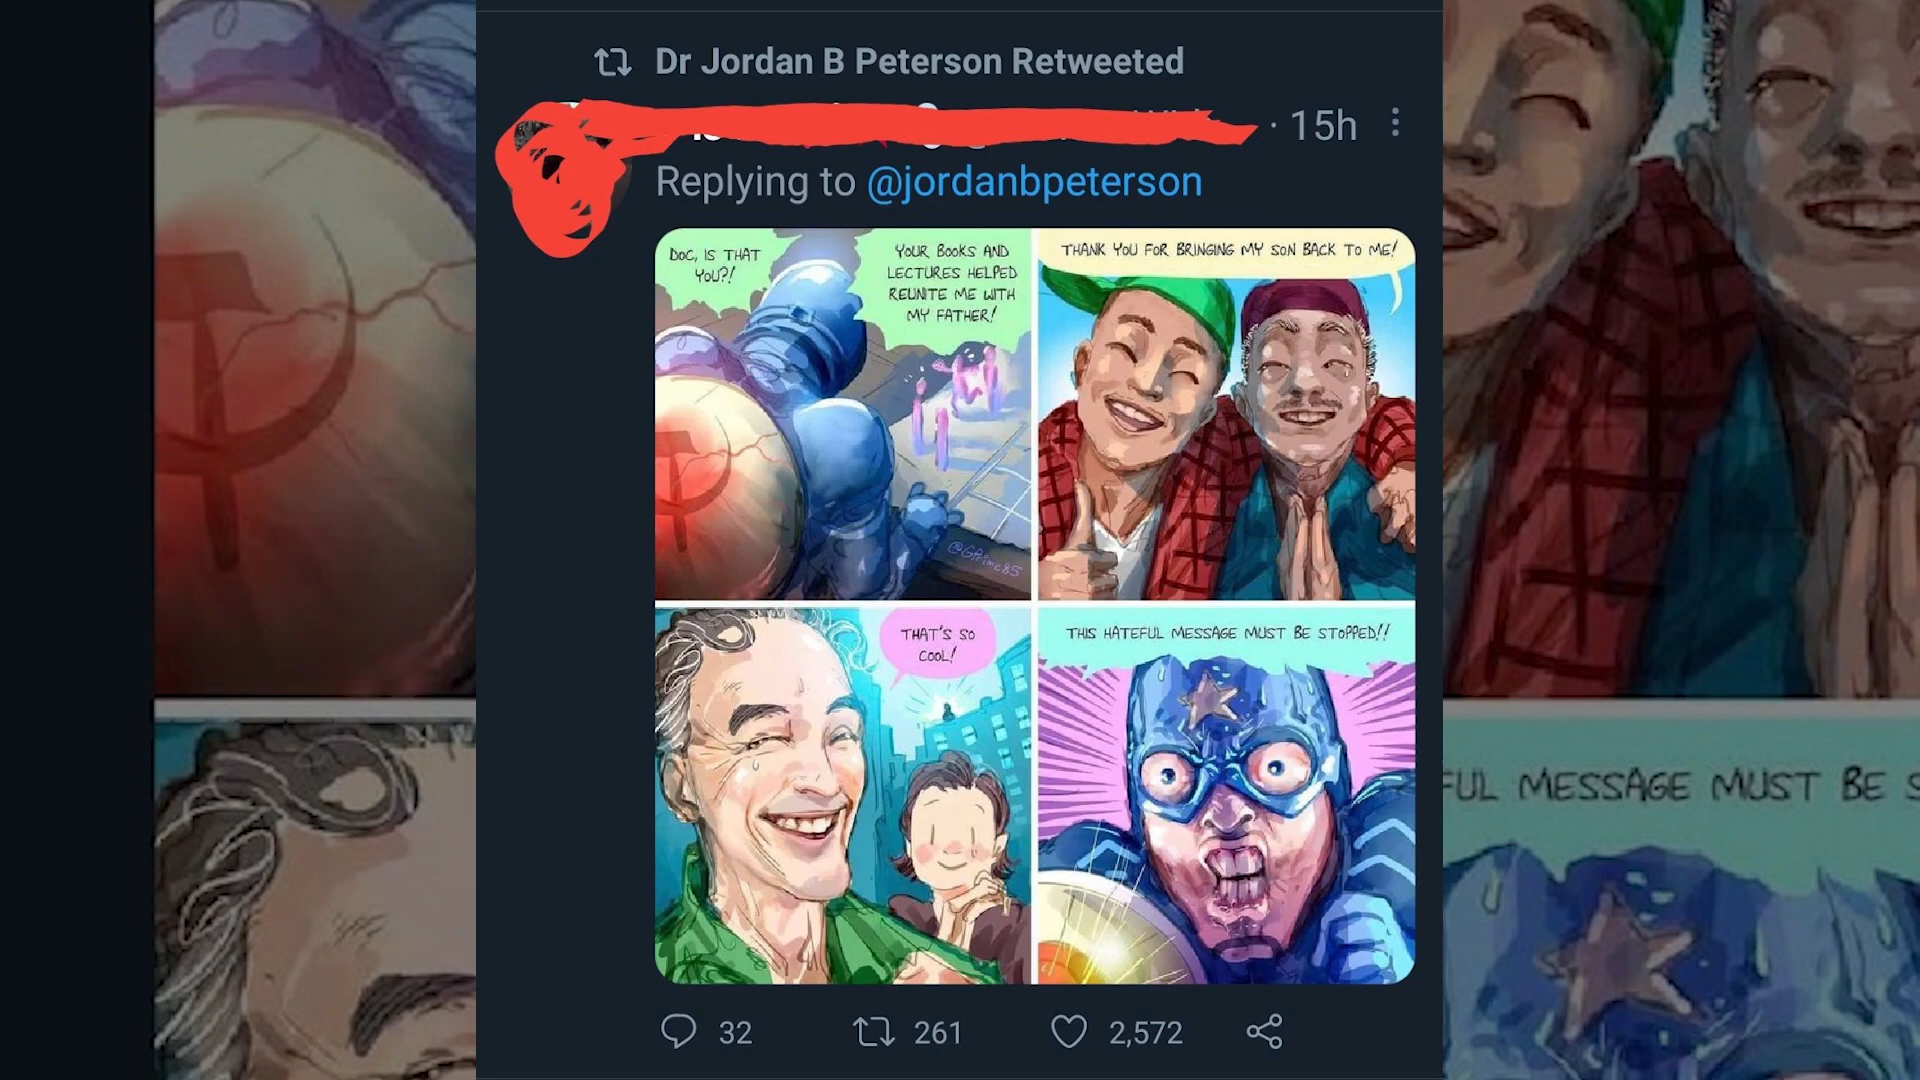 Dr Jordan B Peterson Retweeted
· 15h
Replying to @jordanbpeterson
DOC, IS THAT
YOU?!
YOUR BOOKS AND
LECTURES HELPED
REUNITE ME WITH
MY FATHER!
@GPrime85
THANK YOU FOR BRINGING MY SON BACK TO ME!
THAT'S SO
COOL!
THIS HATEFUL MESSAGE MUST BE STOPPED!!
FUL MESSAGE MUST BE S
32
261
2,572